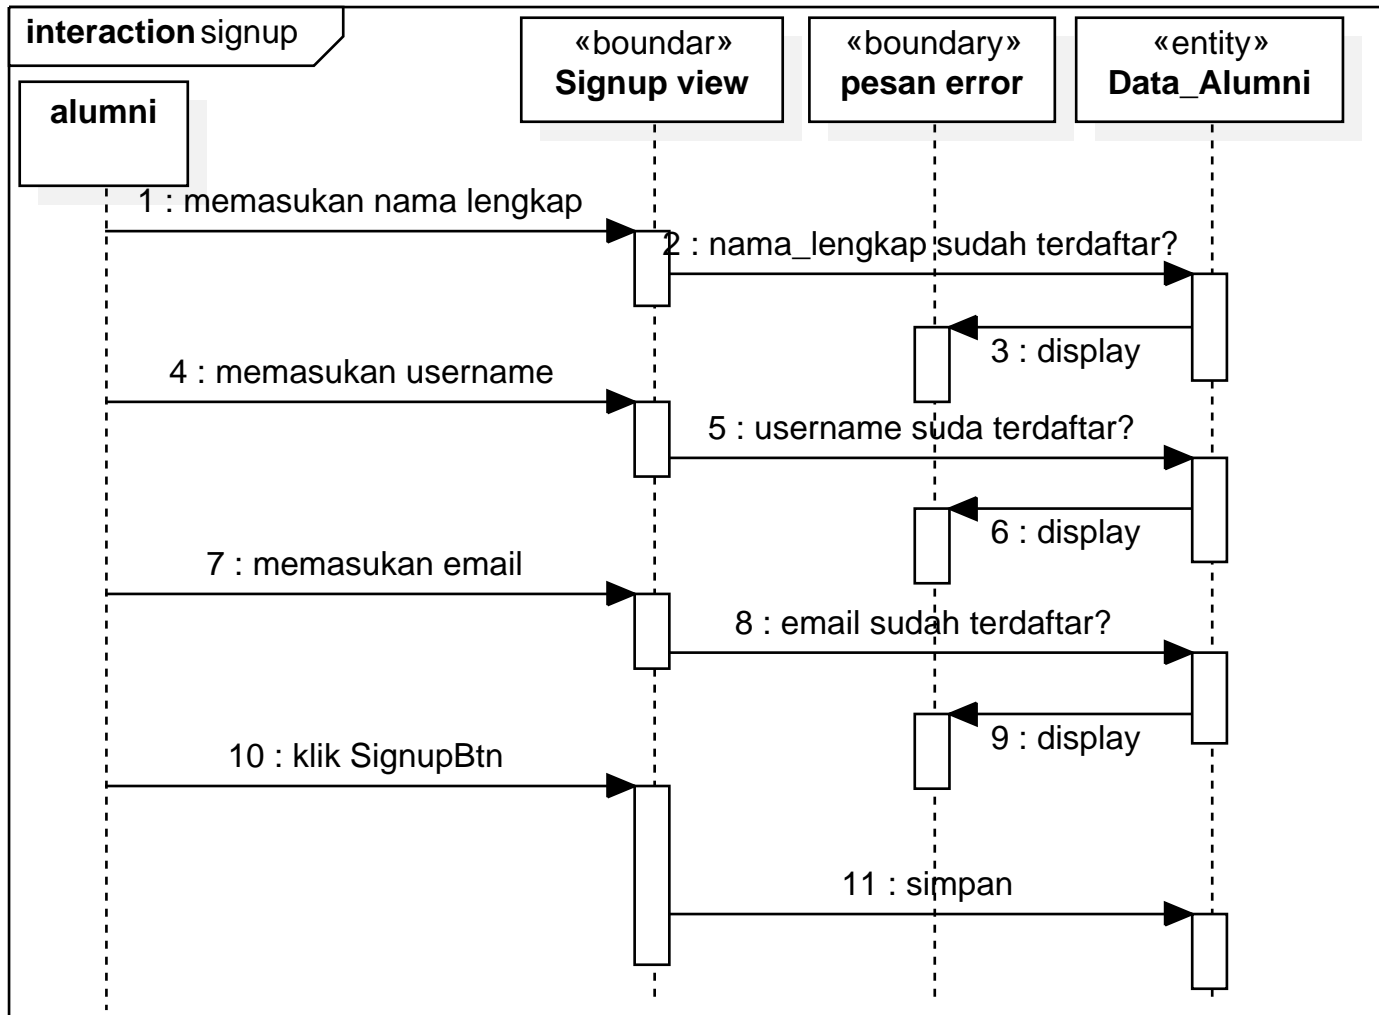 interaction signup
«boundar»
Signup view
«boundary»
pesan error
«entity»
Data_Alumni
alumni
1 : memasukan nama lengkap
2 : nama_lengkap sudah terdaftar?
3 : display
4 : memasukan username
5 : username suda terdaftar?
6 : display
7 : memasukan email
8 : email sudah terdaftar?
9 : display
10 : klik SignupBtn
11 : simpan